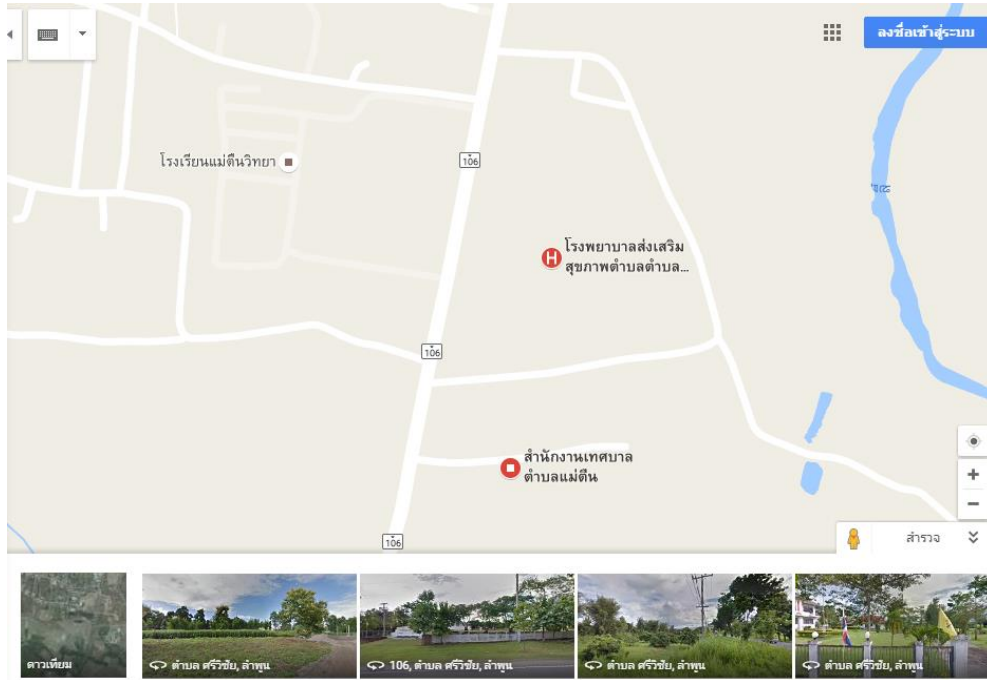 ลงชื่อเข้าสู่ระบบ
โรงเรียนแม่ตืนวิทยา
106
โรงพยาบาลส่งเสริม
สุขภาพตำบลตำบล...
106
สำนักงานเทศบาล
ตำบลแม่ตืน
106
สำรวจ
ดาวเทียม
ตำบล ศรีวิชัย, ลำพูน
106, ตำบล ศรีวิชัย, ลำพูน
ตำบล ศรีวิชัย, ลำพูน
ตำบล ศรีวิชัย, ลำพูน